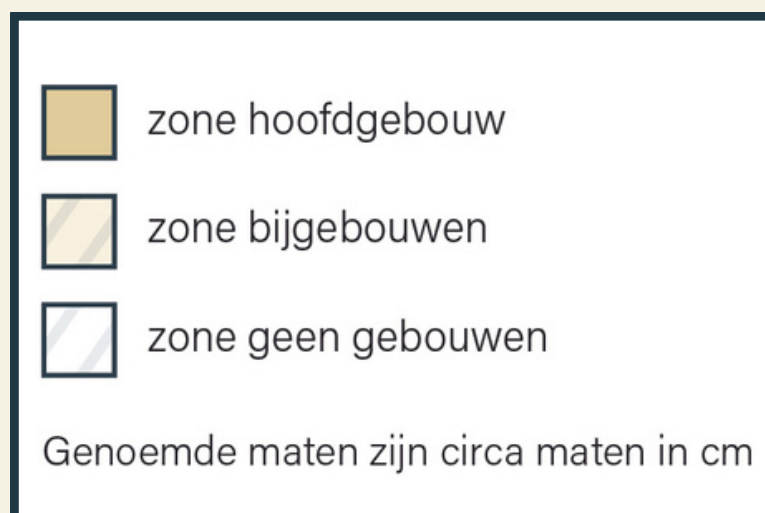 zone hoofdgebouw
zone bijgebouwen
zone geen gebouwen
Genoemde maten zijn circa maten in cm